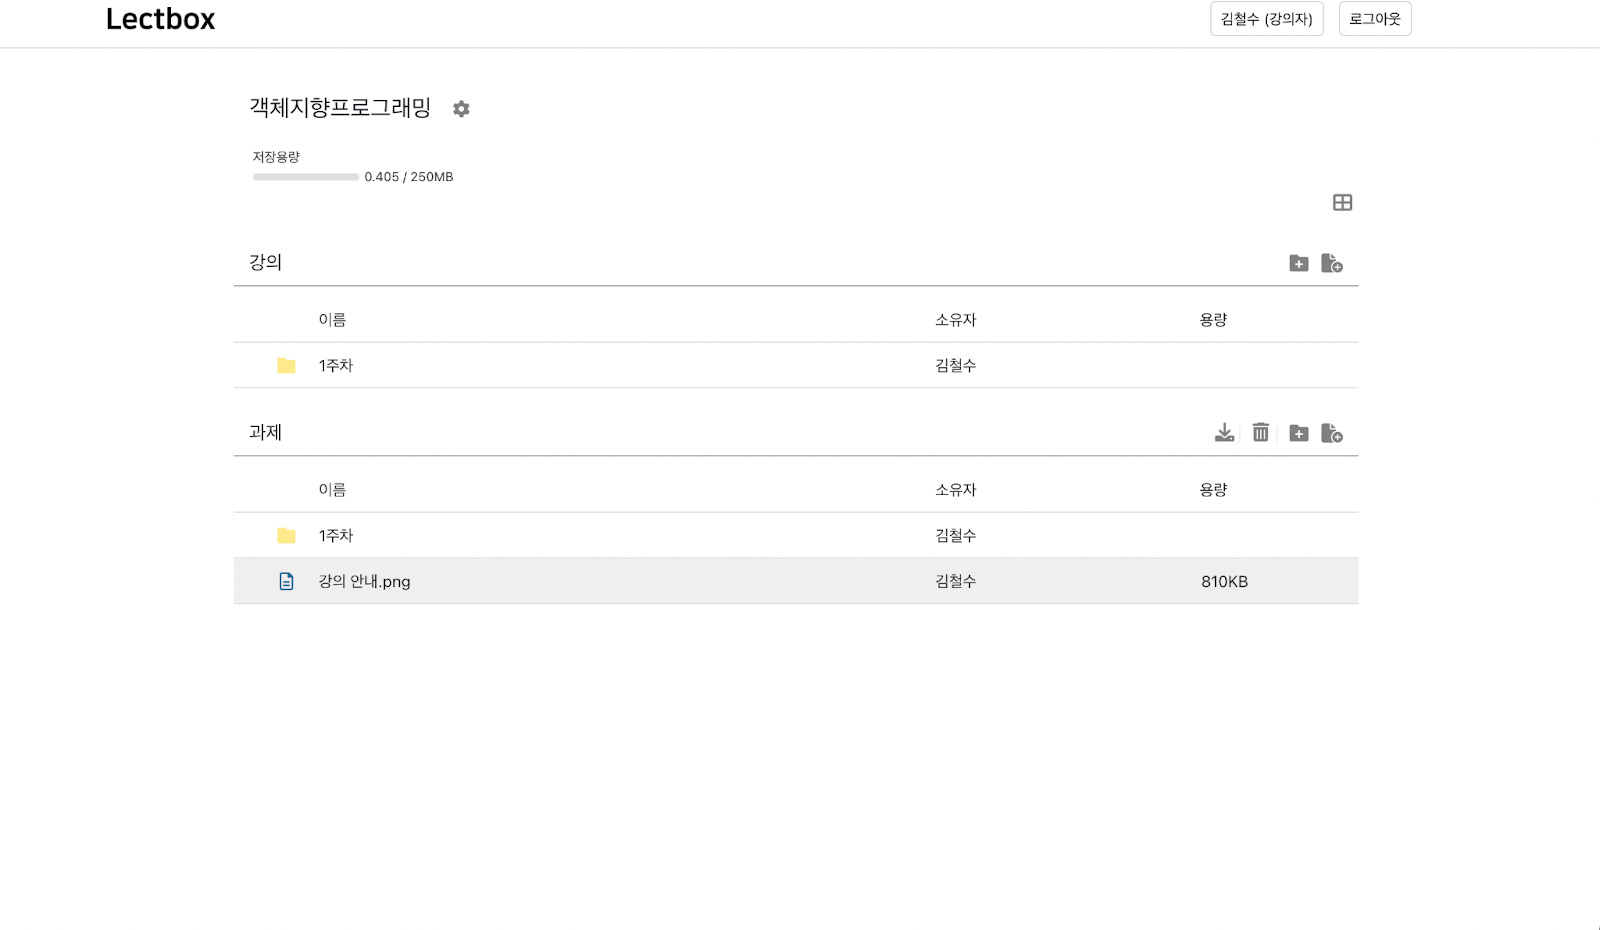 Lectbox 김철수 (강의자) 로그아웃
객체지향프로그래밍
저장용량
0.405 / 250MB
강의
이름 소유자 용량
1주차 김철수
과제
이름 소유자 용량
1주차 김철수
강의 안내.png 김철수 810KB